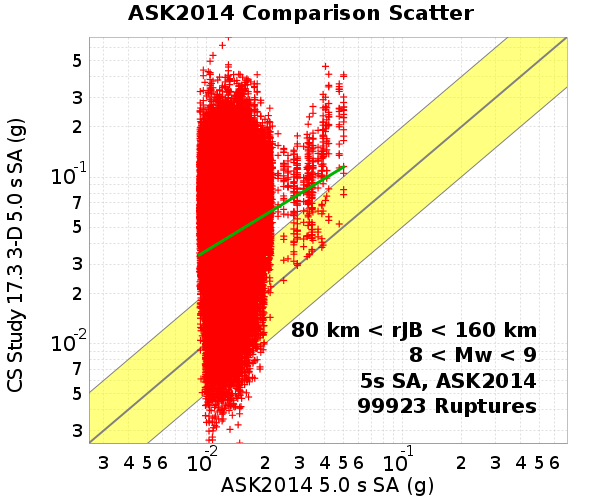 ASK2014 Comparison Scatter
CS Study 17.3 3-D 5.0 s SA (g)
5
3
2
10^-1
7
5
3
2
10^-2
7
5
3
80 km < rJB < 160 km
8 < Mw < 9
5s SA, ASK2014
99923 Ruptures
3 4 5 6 10^-2 2 3 4 5 6 10^-1 2 3 4 5 6
ASK2014 5.0 s SA (g)